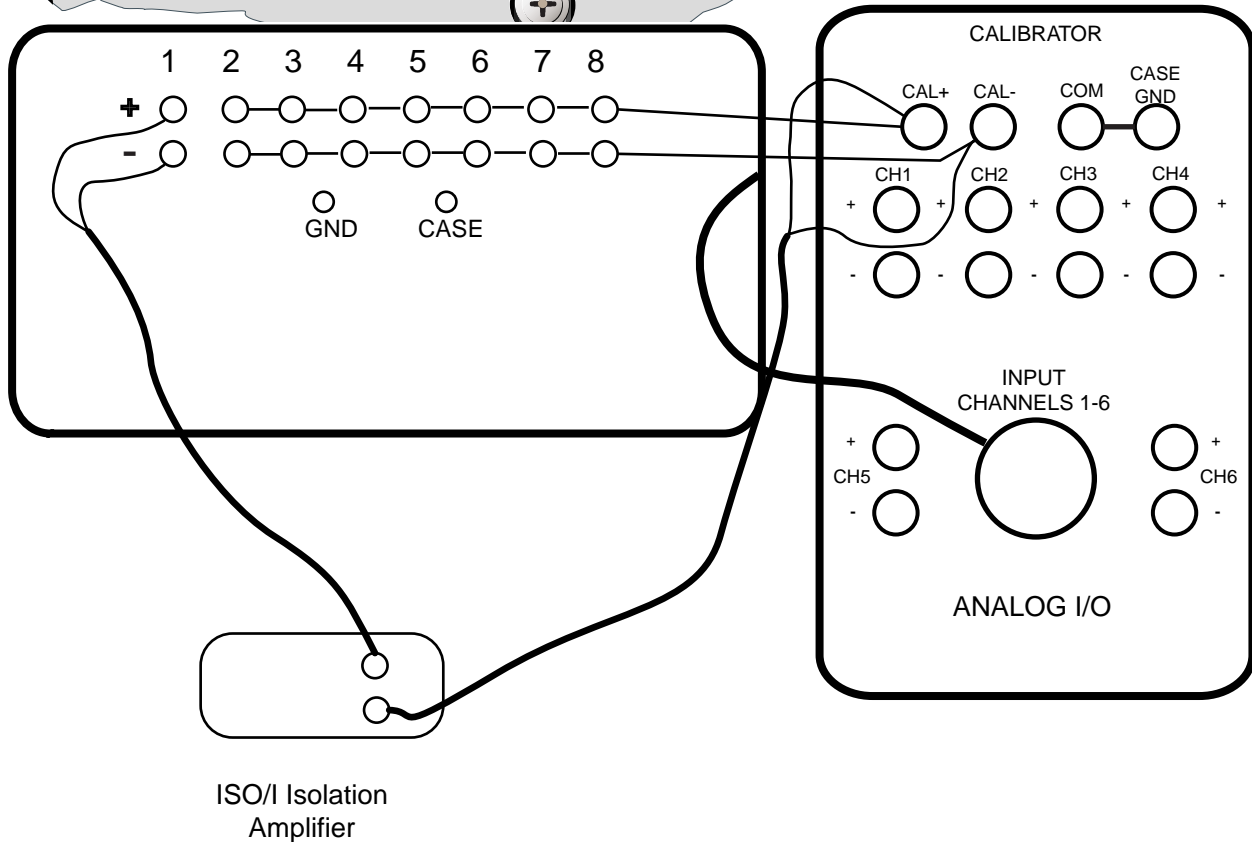 1 2 3 4 5 6 7 8
+
-
GND CASE
CALIBRATOR
CAL+ CAL- COM CASE
GND
CH1 CH2 CH3 CH4
+ + + + +
- - - - -
INPUT
CHANNELS 1-6
+ +
CH5 CH6
- -
ANALOG I/O
ISO/I Isolation
Amplifier